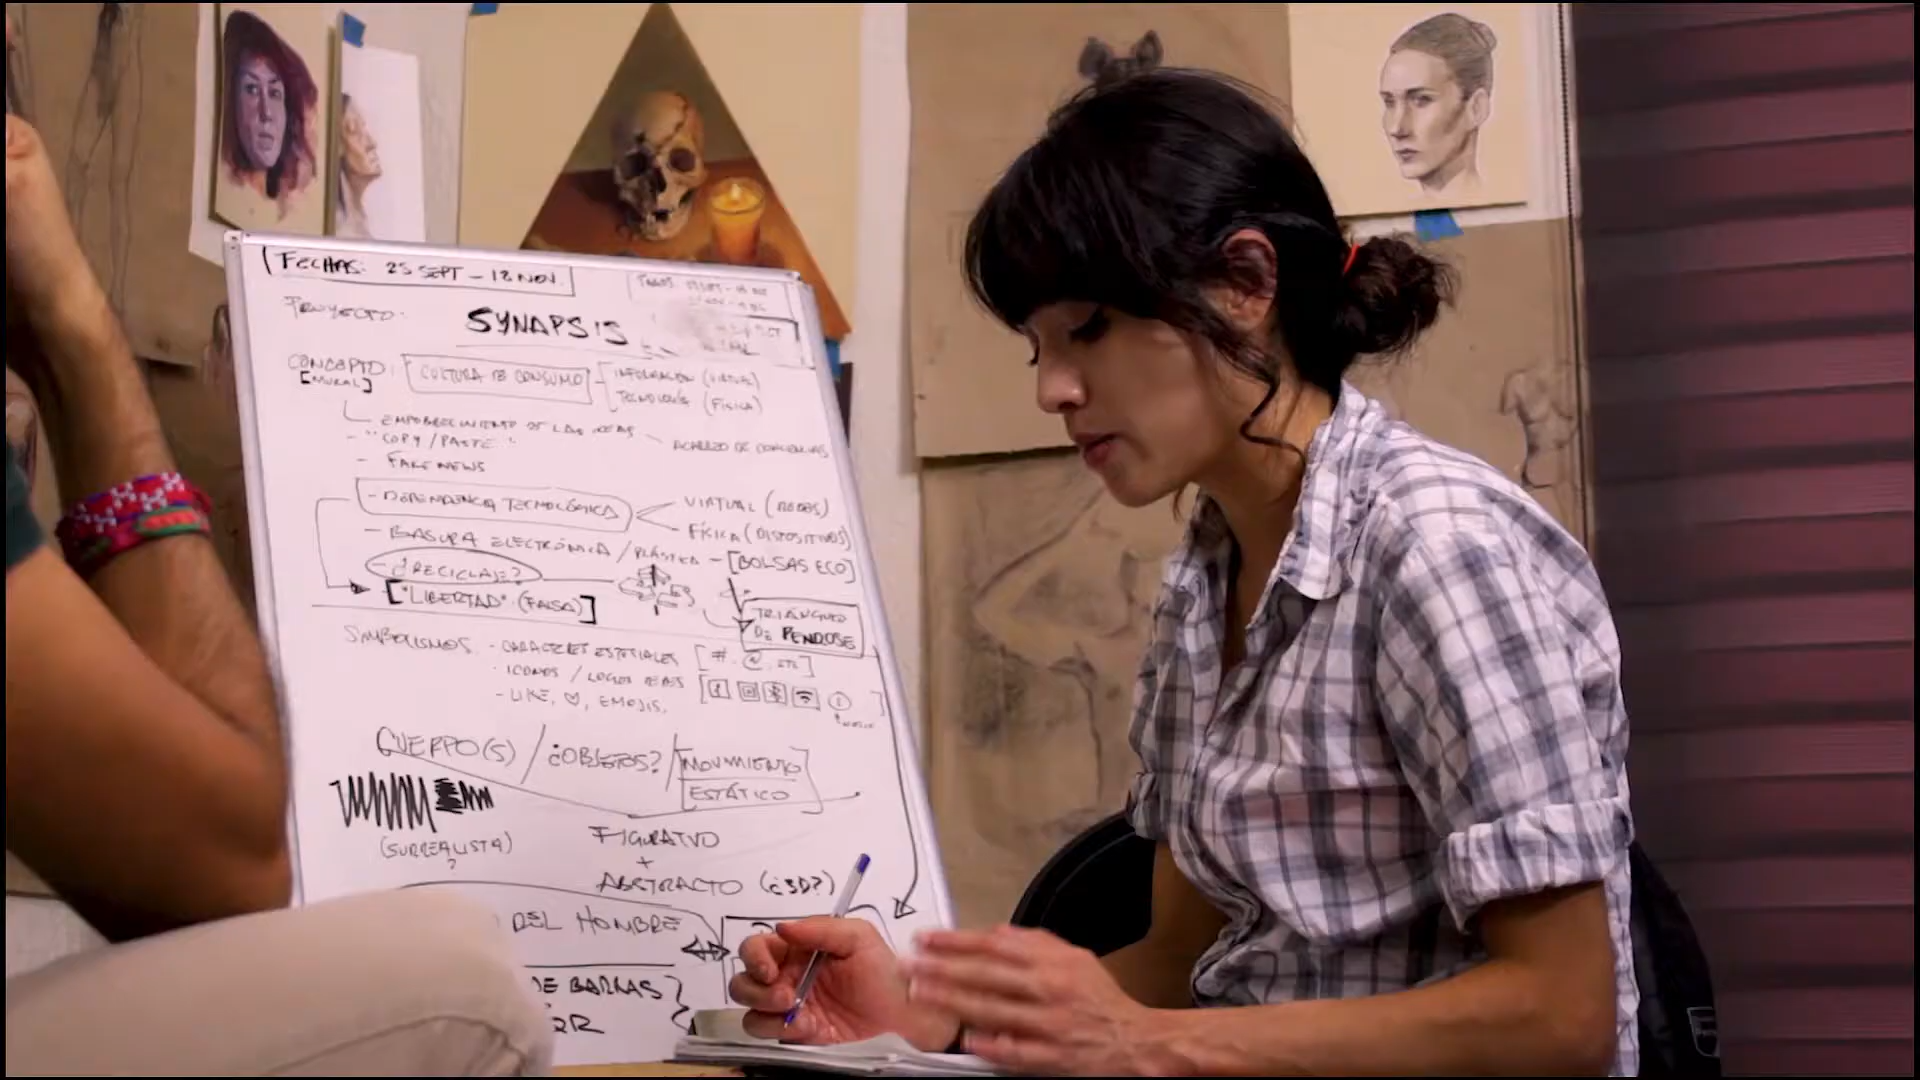 FECHAS: 25 SEPT - 12 NOV.
PROYECTO: SYNAPSIS
CONCEPTO: CULTURA DE CONSUMO - INFORMACIÓN (VIRTUAL)
[MURAL] TECNOLOGÍA (FÍSICA)
EMPOBRECIMIENTO DE LAS IDEAS
- "COPY / PASTE"
- FAKE NEWS
- DEPENDENCIA TECNOLÓGICA VIRTUAL (REDES)
FÍSICA (DISPOSITIVOS)
- BASURA ELECTRÓNICA / PLÁSTICA - [BOLSAS ECO]
- ¿RECICLAJE?
["LIBERTAD" (FALSA)]
TRIÁNGULO
DE PENROSE
SIMBOLISMOS - CARACTERES ESPECIALES [#, @, ETC]
- ICONOS / LOGOS REDES
- LIKE, ♡, EMOJIS,
CUERPO(S) / ¿OBJETOS? / MOVIMIENTO
ESTÁTICO
(SURREALISTA)
?
FIGURATIVO
+
ABSTRACTO (¿3D?)
DEL HOMBRE
DE BARRAS
QR